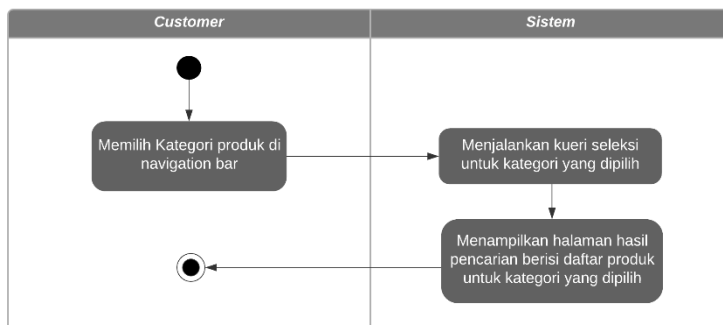 Customer
Sistem
Memilih Kategori produk di
navigation bar
Menjalankan kueri seleksi
untuk kategori yang dipilih
Menampilkan halaman hasil
pencarian berisi daftar produk
untuk kategori yang dipilih